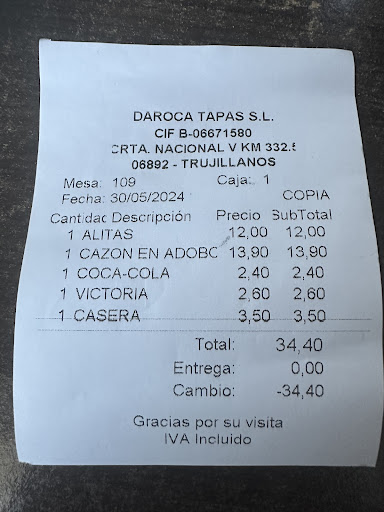 DAROCA TAPAS S.L.
CIF B-06671580
CRTA. NACIONAL V KM 332.5
06892 - TRUJILLANOS
Mesa: 109 Caja: 1
Fecha: 30/05/2024 COPIA
Cantidac Descripción Precio SubTotal
1 ALITAS 12,00 12,00
1 CAZON EN ADOBO 13,90 13,90
1 COCA-COLA 2,40 2,40
1 VICTORIA 2,60 2,60
1 CASERA 3,50 3,50
Total: 34,40
Entrega: 0,00
Cambio: -34,40
Gracias por su visita
IVA Incluido